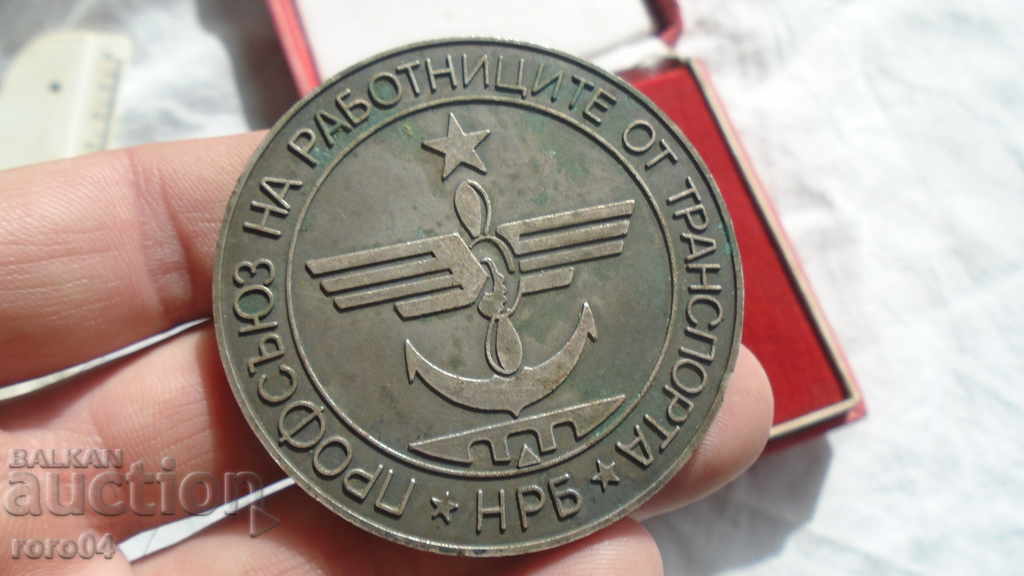 ПРОФСЪЮЗ НА РАБОТНИЦИТЕ ОТ ТРАНСПОРТА
НРБ
BALKAN
auction
roro04